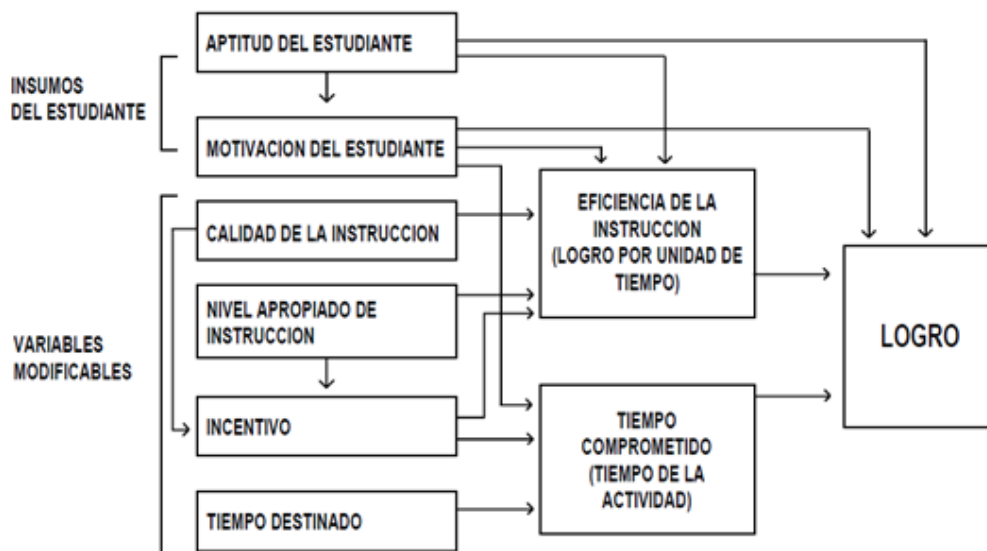 INSUMOS
DEL ESTUDIANTE
APTITUD DEL ESTUDIANTE
MOTIVACION DEL ESTUDIANTE
VARIABLES
MODIFICABLES
CALIDAD DE LA INSTRUCCION
NIVEL APROPIADO DE
INSTRUCCION
INCENTIVO
TIEMPO DESTINADO
EFICIENCIA DE LA
INSTRUCCION
(LOGRO POR UNIDAD DE
TIEMPO)
TIEMPO
COMPROMETIDO
(TIEMPO DE LA
ACTIVIDAD)
LOGRO